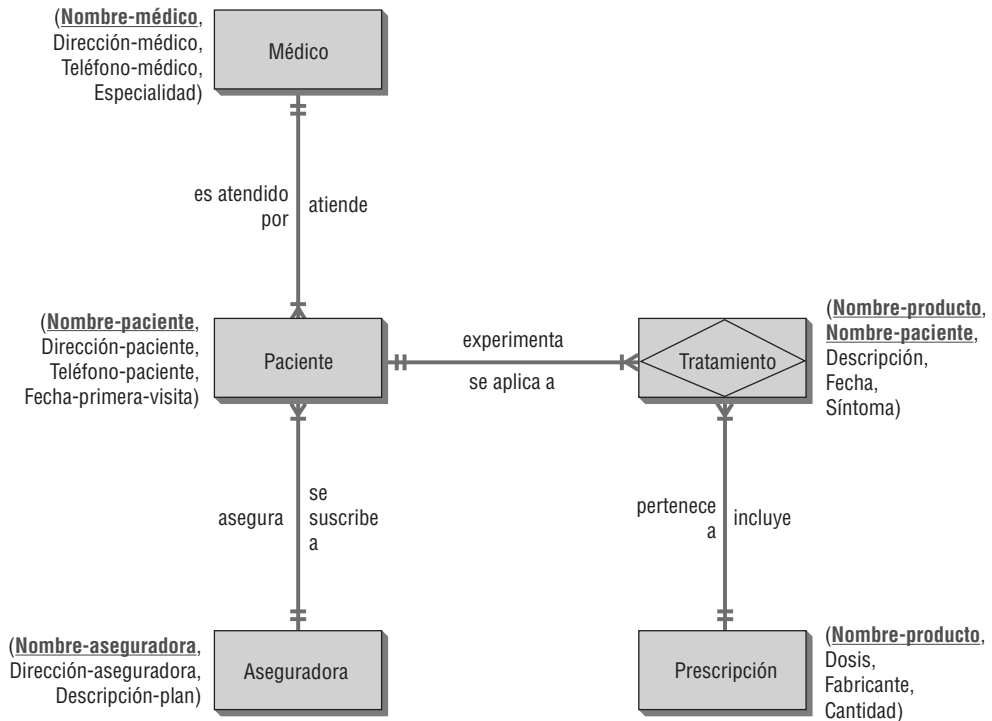 (Nombre-médico,
Dirección-médico,
Teléfono-médico,
Especialidad)
Médico
es atendido
por
atiende
(Nombre-paciente,
Dirección-paciente,
Teléfono-paciente,
Fecha-primera-visita)
Paciente
experimenta
se aplica a
Tratamiento
(Nombre-producto,
Nombre-paciente,
Descripción,
Fecha,
Síntoma)
asegura
se
suscribe
a
pertenece
a
incluye
(Nombre-aseguradora,
Dirección-aseguradora,
Descripción-plan)
Aseguradora
Prescripción
(Nombre-producto,
Dosis,
Fabricante,
Cantidad)